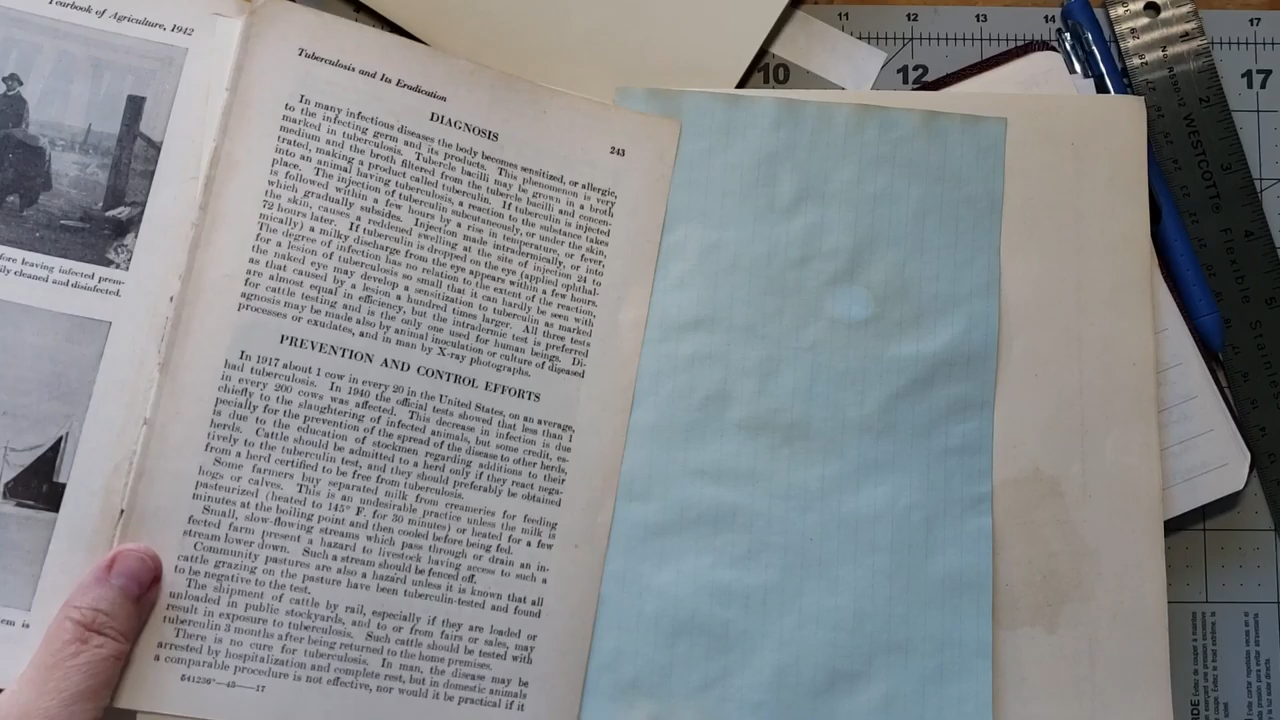 Yearbook of Agriculture, 1942
fore leaving infected prem-
ily cleaned and disinfected.
em is
Tuberculosis and Its Eradication
243
DIAGNOSIS
In many infectious diseases the body becomes sensitized, or allergic,
to the infecting germ and its products. This phenomenon is very
marked in tuberculosis. Tubercle bacilli may be grown in a broth
medium and the broth filtered from the tubercle bacilli and concen-
trated, making a product called tuberculin. If tuberculin is injected
into an animal having tuberculosis, a reaction to the substance takes
place. The injection of tuberculin subcutaneously, or under the skin,
is followed within a few hours by a rise in temperature, or fever,
which gradually subsides. Injection made intradermically, or into
the skin, causes a reddened swelling at the site of injection 24 to
72 hours later. If tuberculin is dropped on the eye (applied ophthal-
mically) a milky discharge from the eye appears within a few hours.
The degree of infection has no relation to the extent of the reaction,
for a lesion of tuberculosis so small that it can hardly be seen with
the naked eye may develop a sensitization to tuberculin as marked
as that caused by a lesion a hundred times larger. All three tests
are almost equal in efficiency, but the intradermic test is preferred
for cattle testing and is the only one used for human beings. Di-
agnosis may be made also by animal inoculation or culture of diseased
processes or exudates, and in man by X-ray photographs.
PREVENTION AND CONTROL EFFORTS
In 1917 about 1 cow in every 20 in the United States, on an average,
had tuberculosis. In 1940 the official tests showed that less than 1
in every 200 cows was affected. This decrease in infection is due
chiefly to the slaughtering of infected animals, but some credit, es-
pecially for the prevention of the spread of the disease to other herds,
is due to the education of stockmen regarding additions to their
herds. Cattle should be admitted to a herd only if they react nega-
tively to the tuberculin test, and they should preferably be obtained
from a herd certified to be free from tuberculosis.
Some farmers buy separated milk from creameries for feeding
hogs or calves. This is an undesirable practice unless the milk is
pasteurized (heated to 145° F. for 30 minutes) or heated for a few
minutes at the boiling point and then cooled before being fed.
Small, slow-flowing streams which pass through or drain an in-
fected farm present a hazard to livestock having access to such a
stream lower down. Such a stream should be fenced off.
Community pastures are also a hazard unless it is known that all
cattle grazing on the pasture have been tuberculin-tested and found
to be negative to the test.
The shipment of cattle by rail, especially if they are loaded or
unloaded in public stockyards, and to or from fairs or sales, may
result in exposure to tuberculosis. Such cattle should be tested with
tuberculin 3 months after being returned to the home premises.
There is no cure for tuberculosis. In man, the disease may be
arrested by hospitalization and complete rest, but in domestic animals
a comparable procedure is not effective, nor would it be practical if it
541236°—43——17
11 12 13 14 17
10 12 17
WESTCOTT® Flexible Stainless